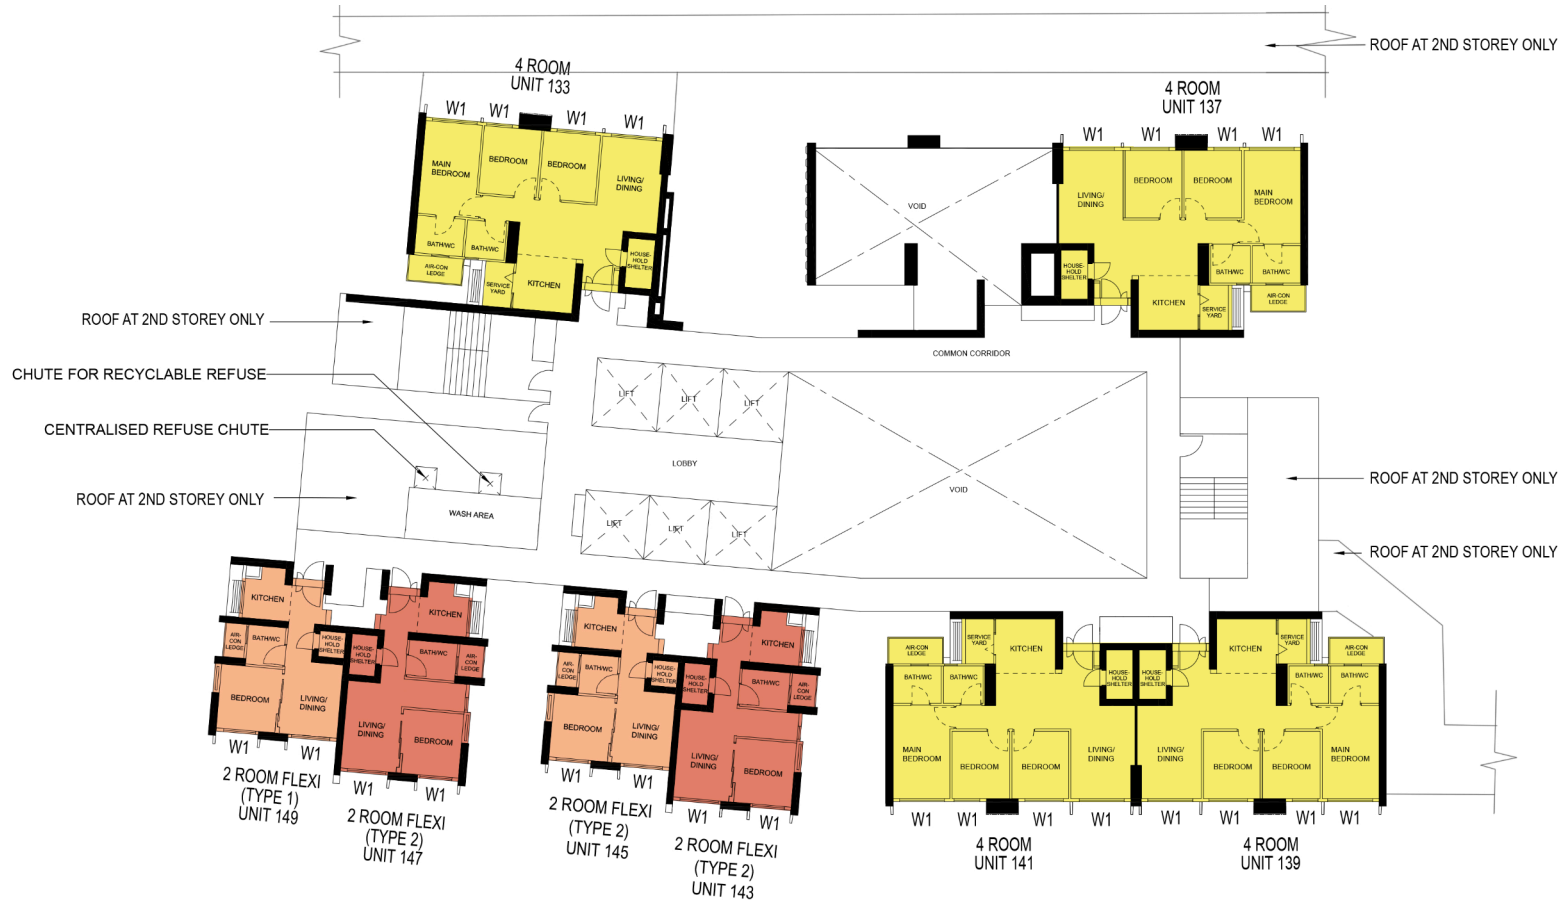 ROOF AT 2ND STOREY ONLY
4 ROOM
UNIT 133
4 ROOM
UNIT 137
W1
W1
W1
W1
W1
W1
W1
W1
MAIN
BEDROOM
BEDROOM
BEDROOM
LIVING/
DINING
BATH/WC
BATH/WC
HOUSE-
HOLD
SHELTER
AIR-CON
LEDGE
SERVICE
YARD
KITCHEN
VOID
LIVING/
DINING
BEDROOM
BEDROOM
MAIN
BEDROOM
HOUSE-
HOLD
SHELTER
BATH/WC
BATH/WC
KITCHEN
SERVICE
YARD
AIR-CON
LEDGE
ROOF AT 2ND STOREY ONLY
COMMON CORRIDOR
CHUTE FOR RECYCLABLE REFUSE
LIFT
LIFT
LIFT
CENTRALISED REFUSE CHUTE
LOBBY
ROOF AT 2ND STOREY ONLY
ROOF AT 2ND STOREY ONLY
VOID
WASH AREA
LIFT
LIFT
LIFT
ROOF AT 2ND STOREY ONLY
KITCHEN
AIR-
CON
LEDGE
BATH/WC
HOUSE-
HOLD
SHELTER
BEDROOM
LIVING/
DINING
W1
W1
2 ROOM FLEXI
(TYPE 1)
UNIT 149
KITCHEN
HOUSE-
HOLD
SHELTER
BATH/WC
AIR-
CON
LEDGE
LIVING/
DINING
BEDROOM
W1
W1
2 ROOM FLEXI
(TYPE 2)
UNIT 147
KITCHEN
AIR-
CON
LEDGE
BATH/WC
HOUSE-
HOLD
SHELTER
BEDROOM
LIVING/
DINING
W1
W1
2 ROOM FLEXI
(TYPE 2)
UNIT 145
KITCHEN
HOUSE-
HOLD
SHELTER
BATH/WC
AIR-
CON
LEDGE
LIVING/
DINING
BEDROOM
W1
W1
2 ROOM FLEXI
(TYPE 2)
UNIT 143
AIR-CON
LEDGE
SERVICE
YARD
KITCHEN
BATH/WC
BATH/WC
HOUSE-
HOLD
SHELTER
MAIN
BEDROOM
BEDROOM
BEDROOM
LIVING/
DINING
W1
W1
W1
W1
4 ROOM
UNIT 141
KITCHEN
SERVICE
YARD
AIR-CON
LEDGE
HOUSE-
HOLD
SHELTER
BATH/WC
BATH/WC
LIVING/
DINING
BEDROOM
BEDROOM
MAIN
BEDROOM
W1
W1
W1
W1
4 ROOM
UNIT 139